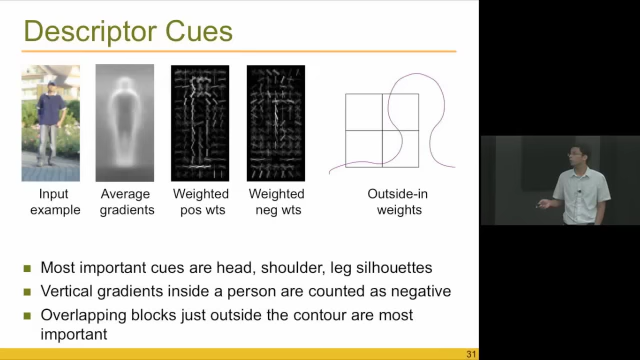 Descriptor Cues
Input
example
Average
gradients
Weighted
pos wts
Weighted
neg wts
Outside-in
weights
Most important cues are head, shoulder, leg silhouettes
Vertical gradients inside a person are counted as negative
Overlapping blocks just outside the contour are most
important
31